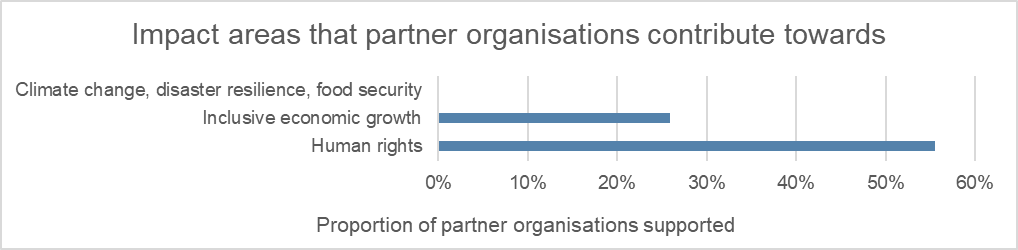 Impact areas that partner organisations contribute towards
Climate change, disaster resilience, food security
Inclusive economic growth
Human rights
0% 10% 20% 30% 40% 50% 60%
Proportion of partner organisations supported